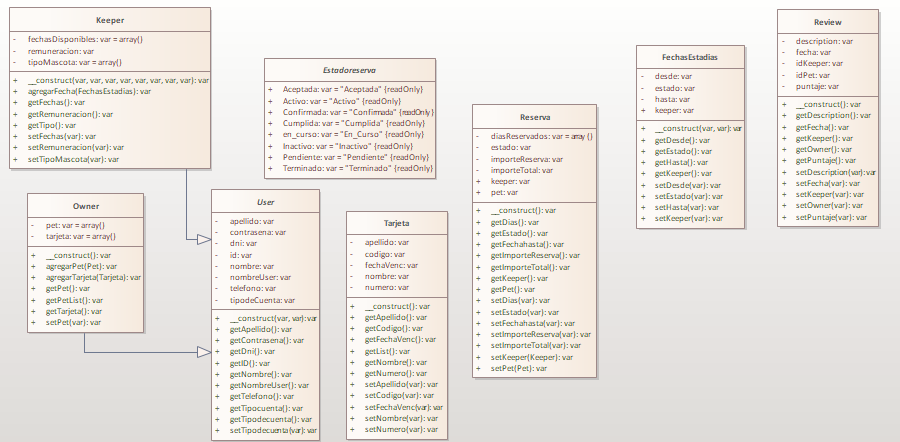 Keeper
- fechasDisponibles: var = array()
- remuneracion: var
- tipoMascota: var = array()
+ __construct(var, var, var, var, var, var, var, var): var
+ agregarFecha(FechasEstadias): var
+ getFechas(): var
+ getRemuneracion(): var
+ getTipo(): var
+ setFechas(var): var
+ setRemuneracion(var): var
+ setTipoMascota(var): var
Owner
- pet: var = array()
- tarjeta: var = array()
+ __construct(): var
+ agregarPet(Pet): var
+ agregarTarjeta(Tarjeta): var
+ getPet(): var
+ getPetList(): var
+ getTarjeta(): var
+ setPet(var): var
Estadoreserva
+ Aceptada: var = "Aceptada" {readOnly}
+ Activo: var = "Activo" {readOnly}
+ Confirmada: var = "Confirmada" {readOnly}
+ Cumplida: var = "Cumplida" {readOnly}
+ en_curso: var = "En_Curso" {readOnly}
+ Inactivo: var = "Inactivo" {readOnly}
+ Pendiente: var = "Pendiente" {readOnly}
+ Terminado: var = "Terminado" {readOnly}
User
- apellido: var
- contrasena: var
- dni: var
- id: var
- nombre: var
- nombreUser: var
- telefono: var
- tipodeCuenta: var
+ __construct(var, var): var
+ getApellido(): var
+ getContrasena(): var
+ getDni(): var
+ getID(): var
+ getNombre(): var
+ getNombreUser(): var
+ getTelefono(): var
+ getTipocuenta(): var
+ getTipodecuenta(): var
+ setTipodecuenta(var): var
Tarjeta
- apellido: var
- codigo: var
- fechaVenc: var
- nombre: var
- numero: var
+ __construct(): var
+ getApellido(): var
+ getCodigo(): var
+ getFechaVenc(): var
+ getList(): var
+ getNombre(): var
+ getNumero(): var
+ setApellido(var): var
+ setCodigo(var): var
+ setFechaVenc(var): var
+ setNombre(var): var
+ setNumero(var): var
Reserva
- diasReservados: var = array ()
- estado: var
- importeReserva: var
- importeTotal: var
+ keeper: var
+ pet: var
+ __construct(): var
+ getDias(): var
+ getEstado(): var
+ getFechahasta(): var
+ getImporteReserva(): var
+ getImporteTotal(): var
+ getKeeper(): var
+ getPet(): var
+ setDias(var): var
+ setEstado(var): var
+ setFechahasta(var): var
+ setImporteReserva(var): var
+ setImporteTotal(var): var
+ setKeeper(Keeper): var
+ setPet(Pet): var
FechasEstadias
- desde: var
- estado: var
- hasta: var
+ keeper: var
+ __construct(var, var): var
+ getDesde(): var
+ getEstado(): var
+ getHasta(): var
+ getKeeper(): var
+ setDesde(var): var
+ setEstado(var): var
+ setHasta(var): var
+ setKeeper(var): var
Review
- description: var
- fecha: var
- idKeeper: var
- idPet: var
- puntaje: var
+ __construct(): var
+ getDescription(): var
+ getFecha(): var
+ getKeeper(): var
+ getOwner(): var
+ getPuntaje(): var
+ setDescription(var): var
+ setFecha(var): var
+ setKeeper(var): var
+ setOwner(var): var
+ setPuntaje(var): var